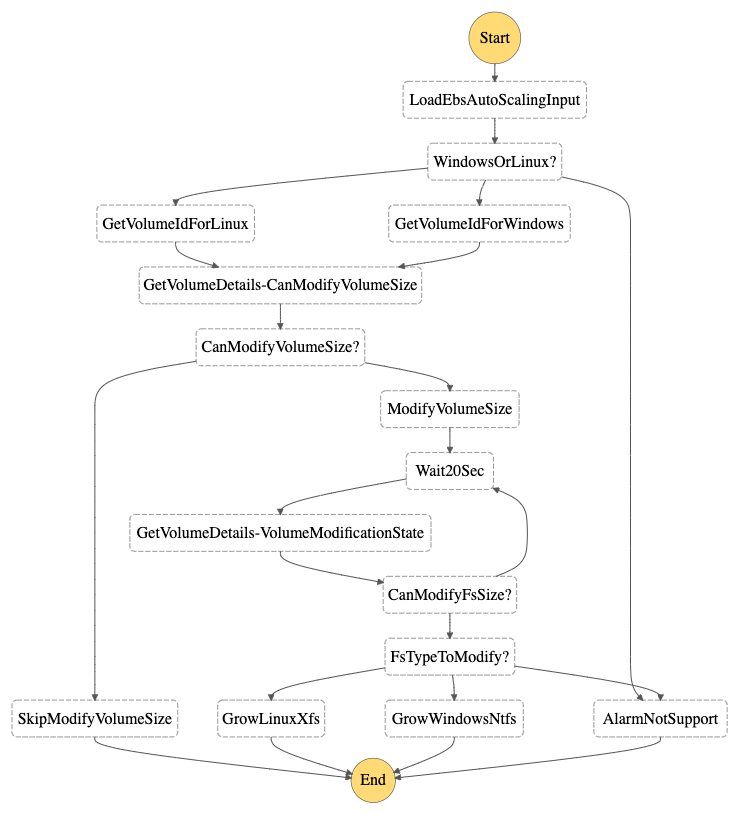 Start
LoadEbsAutoScalingInput
WindowsOrLinux?
GetVolumeIdForLinux
GetVolumeIdForWindows
GetVolumeDetails-CanModifyVolumeSize
CanModifyVolumeSize?
ModifyVolumeSize
Wait20Sec
GetVolumeDetails-VolumeModificationState
CanModifyFsSize?
FsTypeToModify?
SkipModifyVolumeSize
GrowLinuxXfs
GrowWindowsNtfs
AlarmNotSupport
End